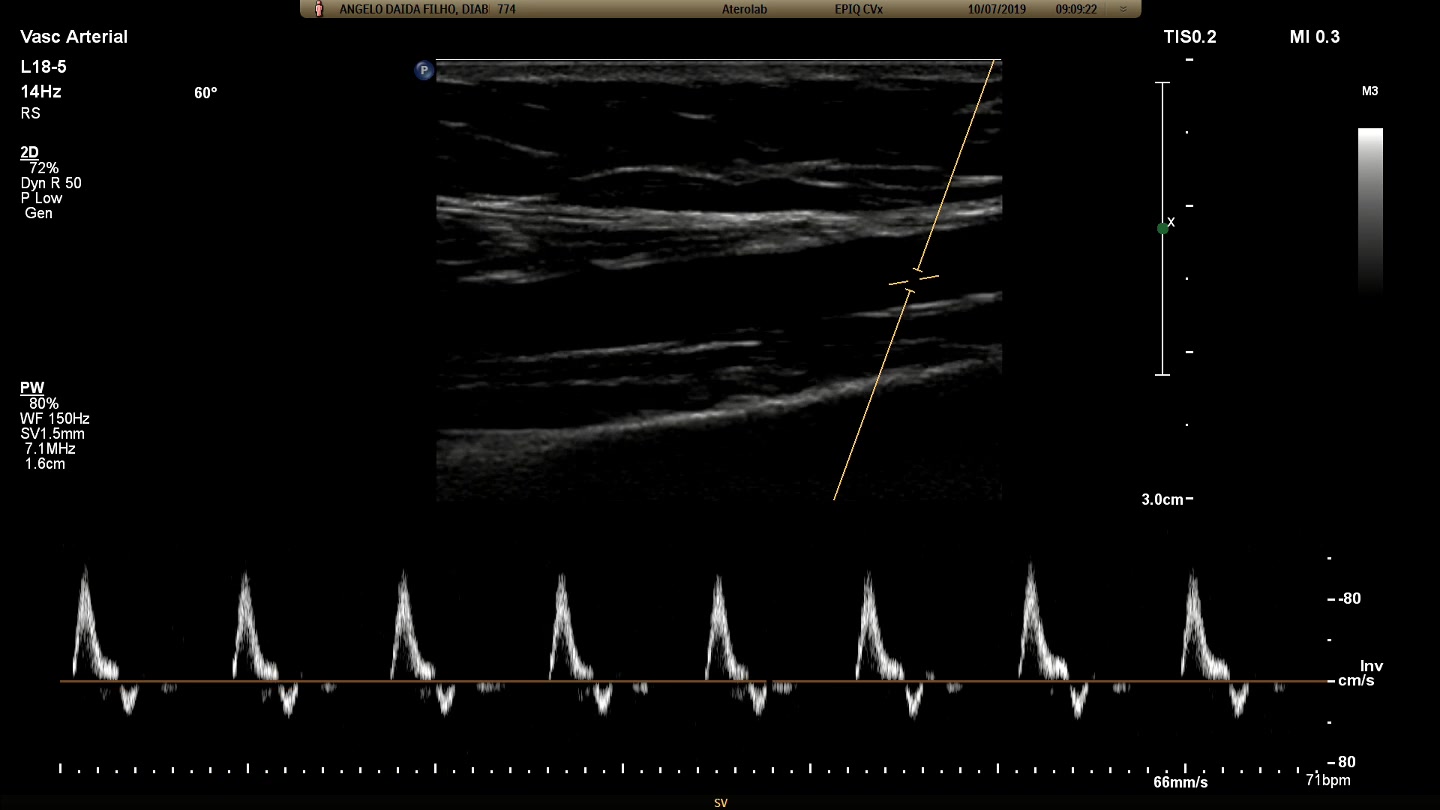 ANGELO DAIDA FILHO, DIAB 774 Aterolab EPIQ CVx 10/07/2019 09:09:22
Vasc Arterial TIS0.2 MI 0.3
L18-5
14Hz 60°
RS
M3
P
2D
72%
Dyn R 50
P Low
Gen
X
PW
80%
WF 150Hz
SV1.5mm
7.1MHz
1.6cm
3.0cm
-80
Inv
cm/s
80
66mm/s 71bpm
SV